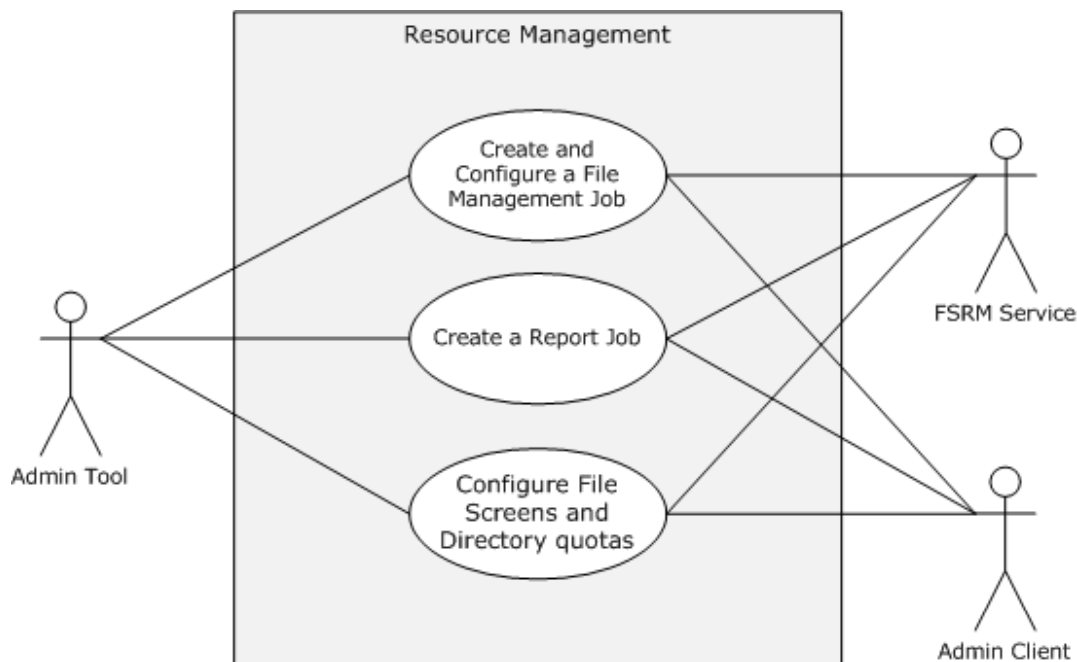 Resource Management
Create and
Configure a File
Management Job
Create a Report Job
Configure File
Screens and
Directory quotas
Admin Tool
FSRM Service
Admin Client